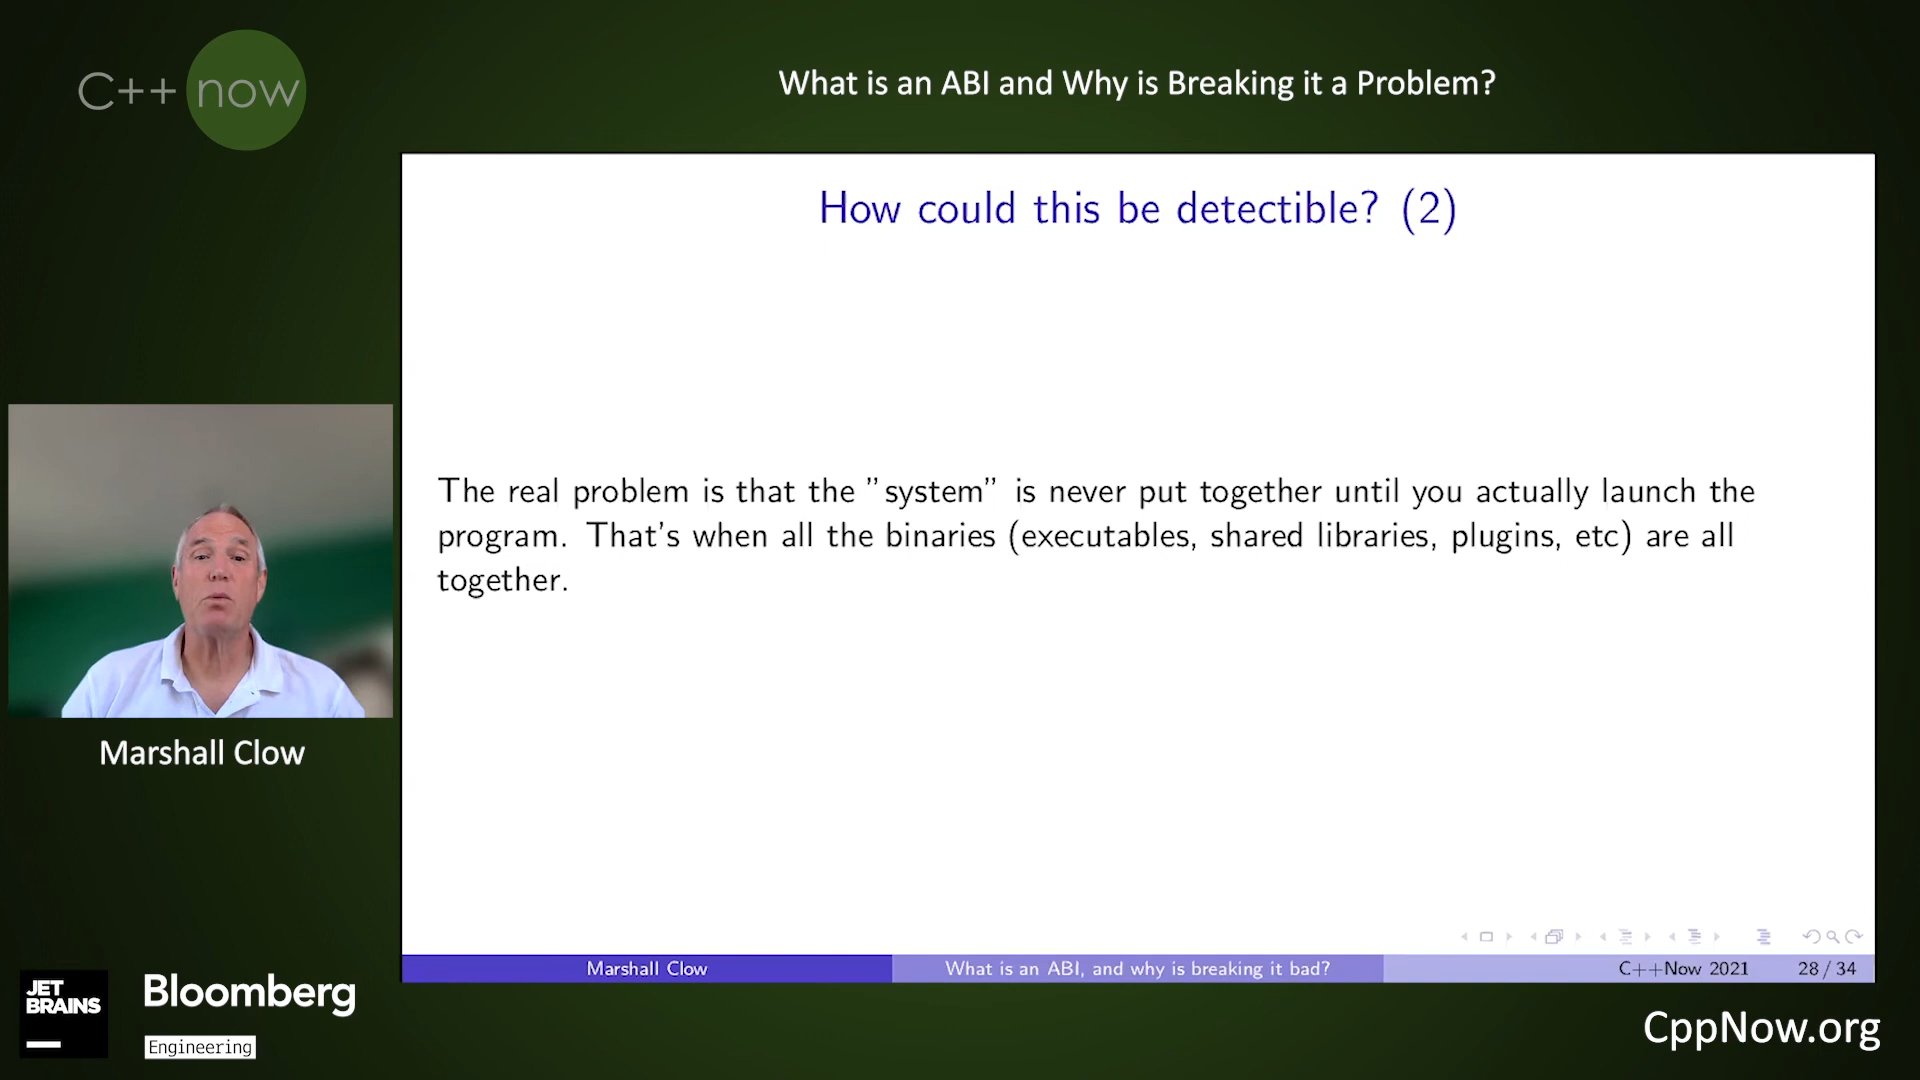 C++ now
What is an ABI and Why is Breaking it a Problem?
How could this be detectible? (2)
The real problem is that the "system" is never put together until you actually launch the
program. That's when all the binaries (executables, shared libraries, plugins, etc) are all
together.
Marshall Clow
Marshall Clow
What is an ABI, and why is breaking it bad?
C++Now 2021
28 / 34
JET
BRAINS
Bloomberg
Engineering
CppNow.org